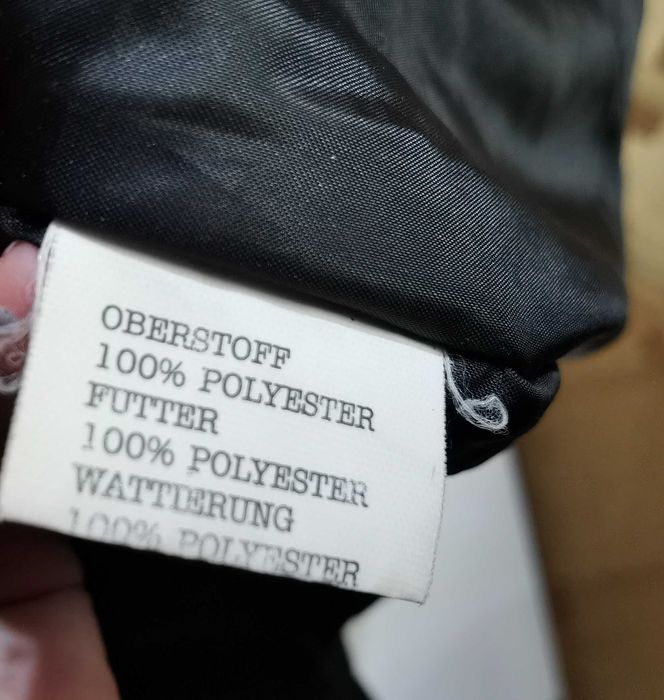 OBERSTOFF
100% POLYESTER
FUTTER
100% POLYESTER
WATTIERUNG
100% POLYESTER